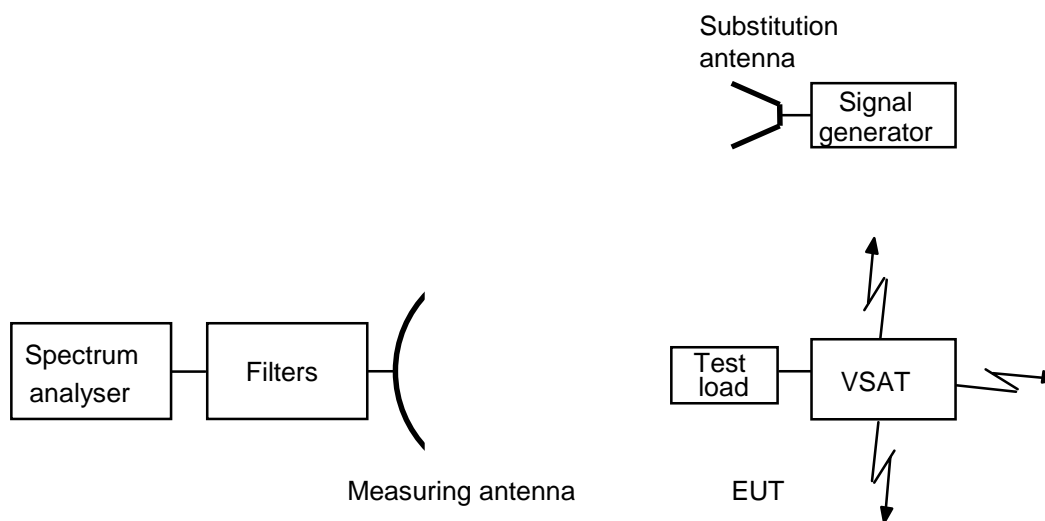 Substitution
antenna
Signal
generator
Spectrum
analyser
Filters
Test
load
VSAT
Measuring antenna
EUT